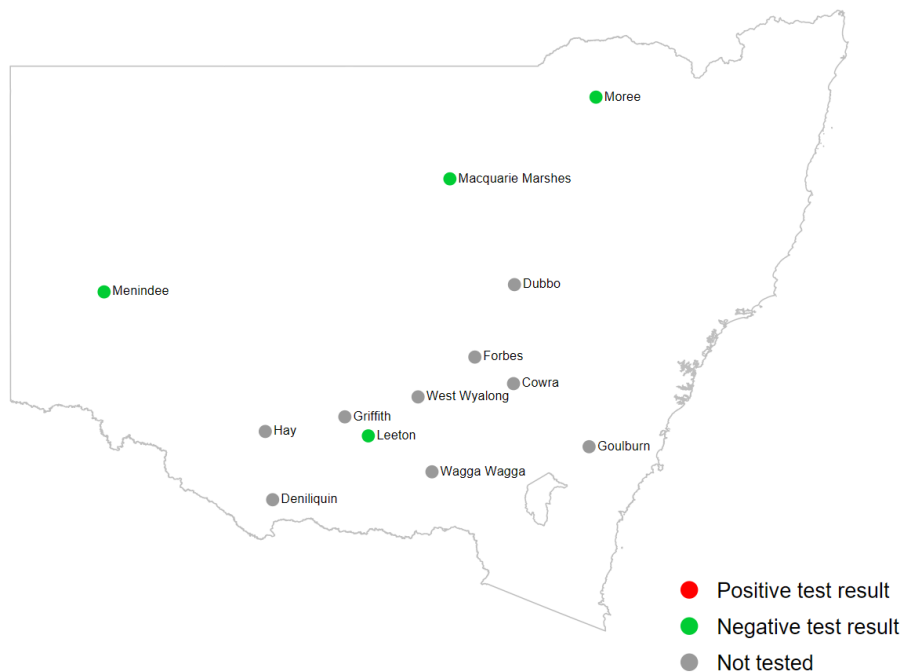 Moree
Macquarie Marshes
Dubbo
Menindee
Forbes
Cowra
West Wyalong
Griffith
Hay
Leeton
Goulburn
Wagga Wagga
Deniliquin
Positive test result
Negative test result
Not tested